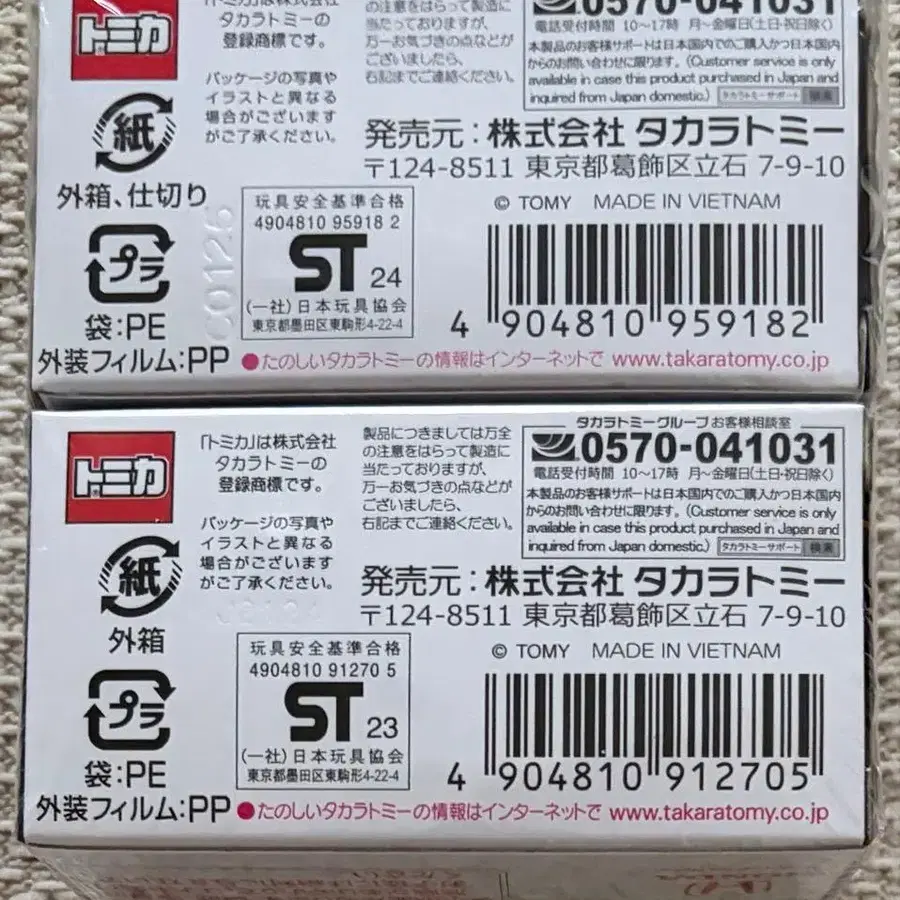 「トミカ」は株式会社
タカラトミーの
登録商標です。
トミカ
パッケージの写真や
イラストと異なる
場合がございます
がご了承ください。
の注意をはらって製造に
当たっておりますが、
万一お気づきの点などが
ございましたら、
右記までご連絡ください。
0570-041031
電話受付時間 10〜17時 月〜金曜日(土日・祝日除く)
本製品のお客様サポートは日本国内でのご購入かつ日本国内
からのお問い合わせに限ります。(Customer service is only
available in case this product purchased in Japan and
inquired from Japan domestic.) タカラトミーサポート 検索
発売元：株式会社 タカラトミー
〒124-8511 東京都葛飾区立石 7-9-10
紙
外箱、仕切り
プラ
袋:PE
外装フィルム:PP
C0126
玩具安全基準合格
4904810 95918 2
ST 24
(一社)日本玩具協会
東京都墨田区東駒形4-22-4
© TOMY MADE IN VIETNAM
4 904810 959182
●たのしいタカラトミーの情報はインターネットで www.takaratomy.co.jp
トミカ
「トミカ」は株式会社
タカラトミーの
登録商標です。
パッケージの写真や
イラストと異なる
場合がございます
がご了承ください。
製品につきましては万全
の注意をはらって製造に
当たっておりますが、
万一お気づきの点などが
ございましたら、
右記までご連絡ください。
タカラトミーグループ お客様相談室
0570-041031
電話受付時間 10〜17時 月〜金曜日(土日・祝日除く)
本製品のお客様サポートは日本国内でのご購入かつ日本国内
からのお問い合わせに限ります。(Customer service is only
available in case this product purchased in Japan and
inquired from Japan domestic.) タカラトミーサポート 検索
発売元：株式会社 タカラトミー
〒124-8511 東京都葛飾区立石 7-9-10
紙
外箱
プラ
袋:PE
外装フィルム:PP
玩具安全基準合格
4904810 91270 5
ST 23
(一社)日本玩具協会
東京都墨田区東駒形4-22-4
© TOMY MADE IN VIETNAM
4 904810 912705
●たのしいタカラトミーの情報はインターネットで www.takaratomy.co.jp